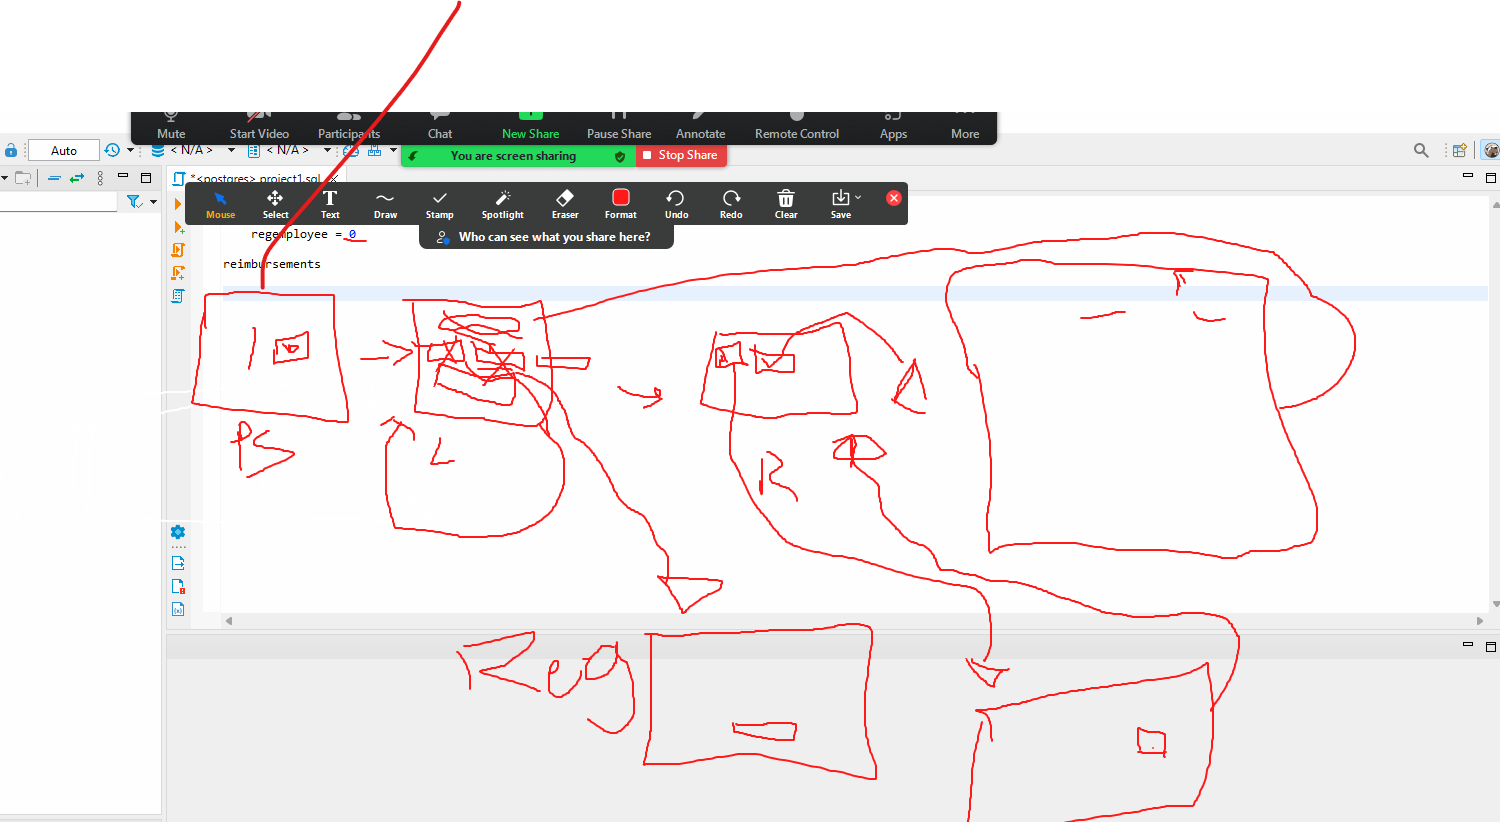 Mute Start Video Participants Chat New Share Pause Share Annotate Remote Control Apps More
Auto < N/A > < N/A >
You are screen sharing Stop Share
*<postgres> project1.sql
Mouse Select Text Draw Stamp Spotlight Eraser Format Undo Redo Clear Save
regemployee = 0
Who can see what you share here?
reimbursements
L
R
Reg